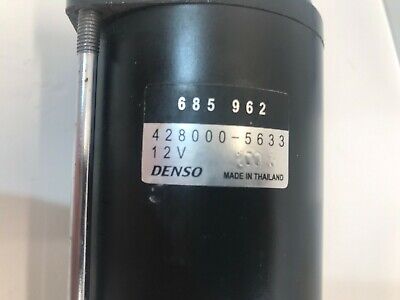 685 962
428000-5633
12V
DENSO MADE IN THAILAND